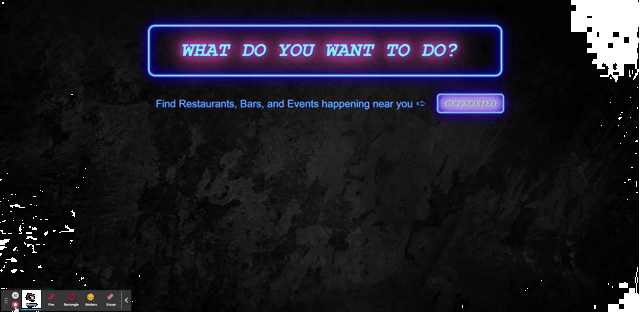 WHAT DO YOU WANT TO DO?
Find Restaurants, Bars, and Events happening near you ➪
GET STARTED
Pen
Rectangle
Stickers
Eraser